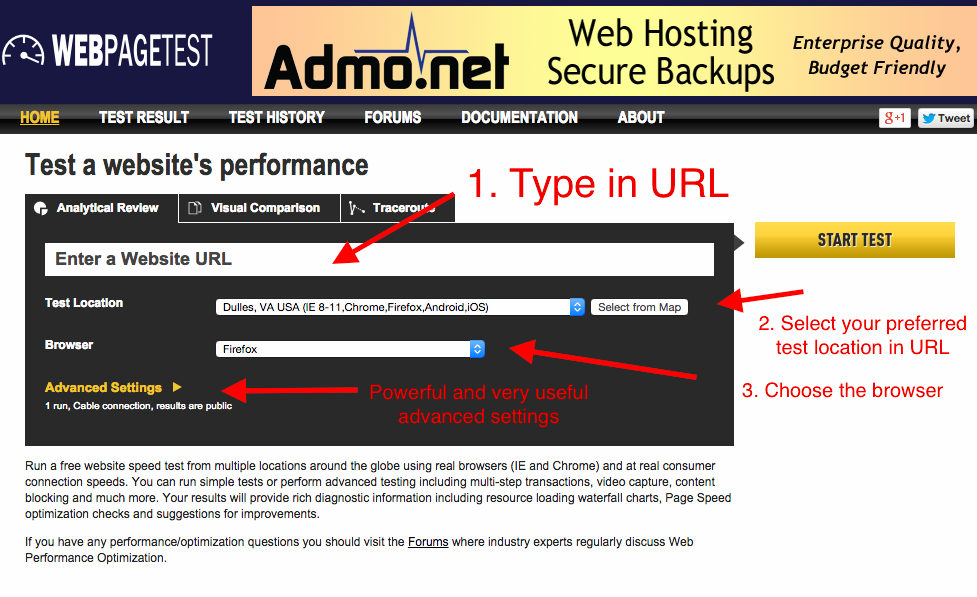 WEBPAGETEST
Admo.net
Web Hosting
Secure Backups
Enterprise Quality,
Budget Friendly
HOME TEST RESULT TEST HISTORY FORUMS DOCUMENTATION ABOUT
g+1 Tweet
Test a website's performance
1. Type in URL
Analytical Review Visual Comparison Traceroute
START TEST
Enter a Website URL
Test Location Dulles, VA USA (IE 8-11,Chrome,Firefox,Android,iOS) Select from Map
2. Select your preferred
test location in URL
Browser Firefox
3. Choose the browser
Advanced Settings
1 run, Cable connection, results are public
Powerful and very useful
advanced settings
Run a free website speed test from multiple locations around the globe using real browsers (IE and Chrome) and at real consumer
connection speeds. You can run simple tests or perform advanced testing including multi-step transactions, video capture, content
blocking and much more. Your results will provide rich diagnostic information including resource loading waterfall charts, Page Speed
optimization checks and suggestions for improvements.
If you have any performance/optimization questions you should visit the Forums where industry experts regularly discuss Web
Performance Optimization.